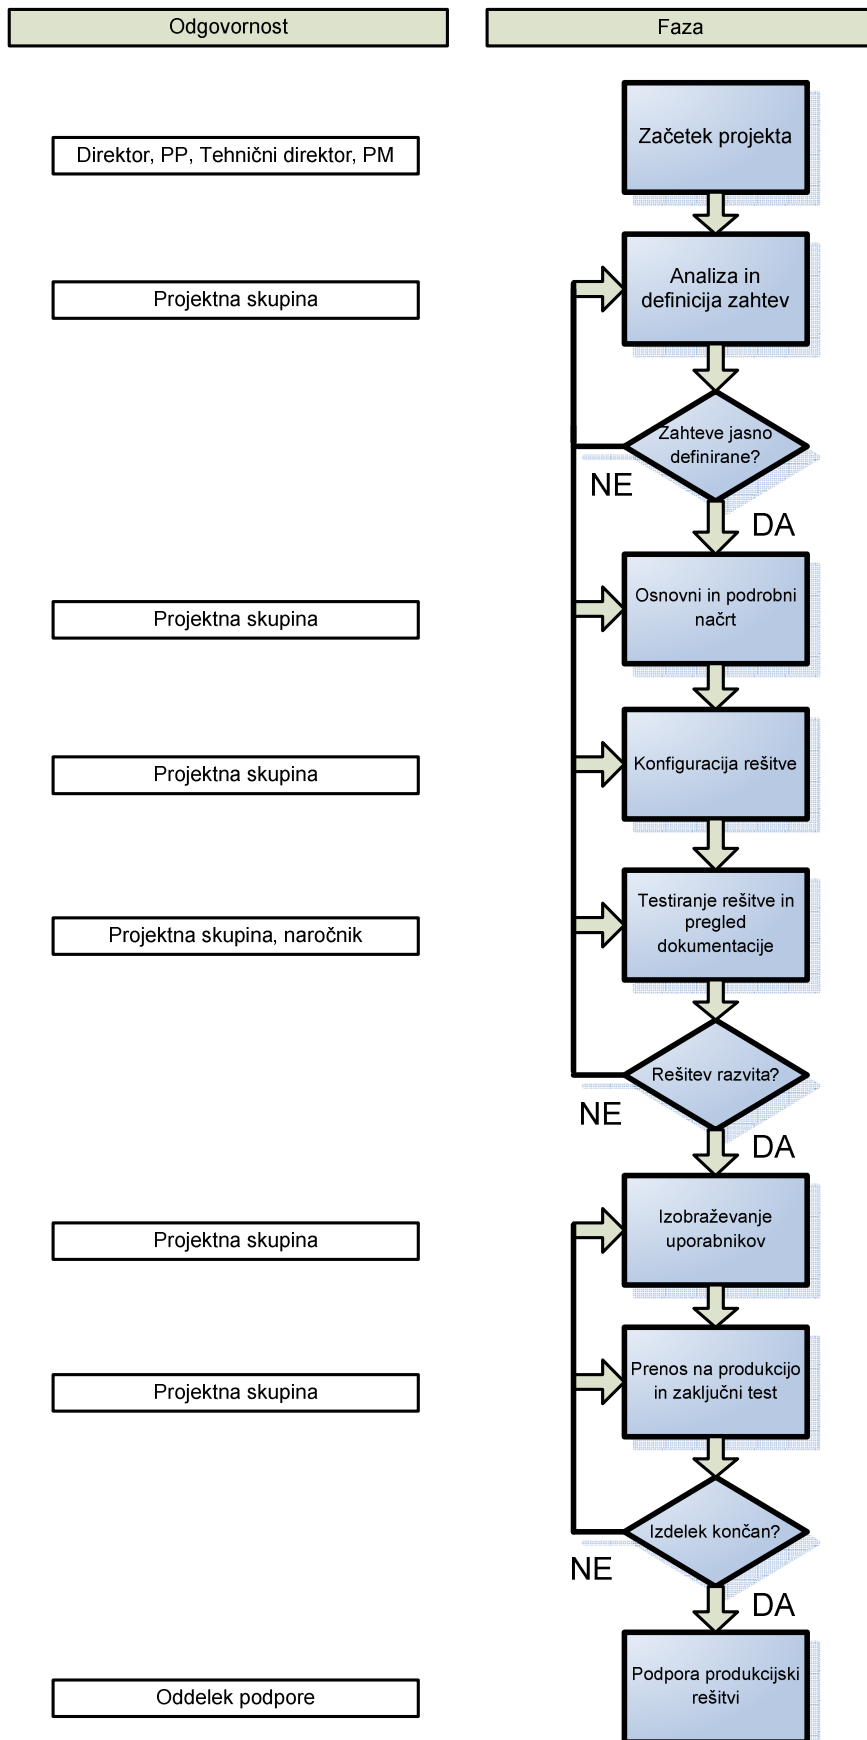 Odgovornost
Faza
Direktor, PP, Tehnični direktor, PM
Začetek projekta
Projektna skupina
Analiza in
definicija zahtev
Zahteve jasno
definirane?
NE
DA
Projektna skupina
Osnovni in podrobni
načrt
Projektna skupina
Konfiguracija rešitve
Projektna skupina, naročnik
Testiranje rešitve in
pregled
dokumentacije
Rešitev razvita?
NE
DA
Projektna skupina
Izobraževanje
uporabnikov
Projektna skupina
Prenos na produkcijo
in zaključni test
Izdelek končan?
NE
DA
Oddelek podpore
Podpora produkcijski
rešitvi